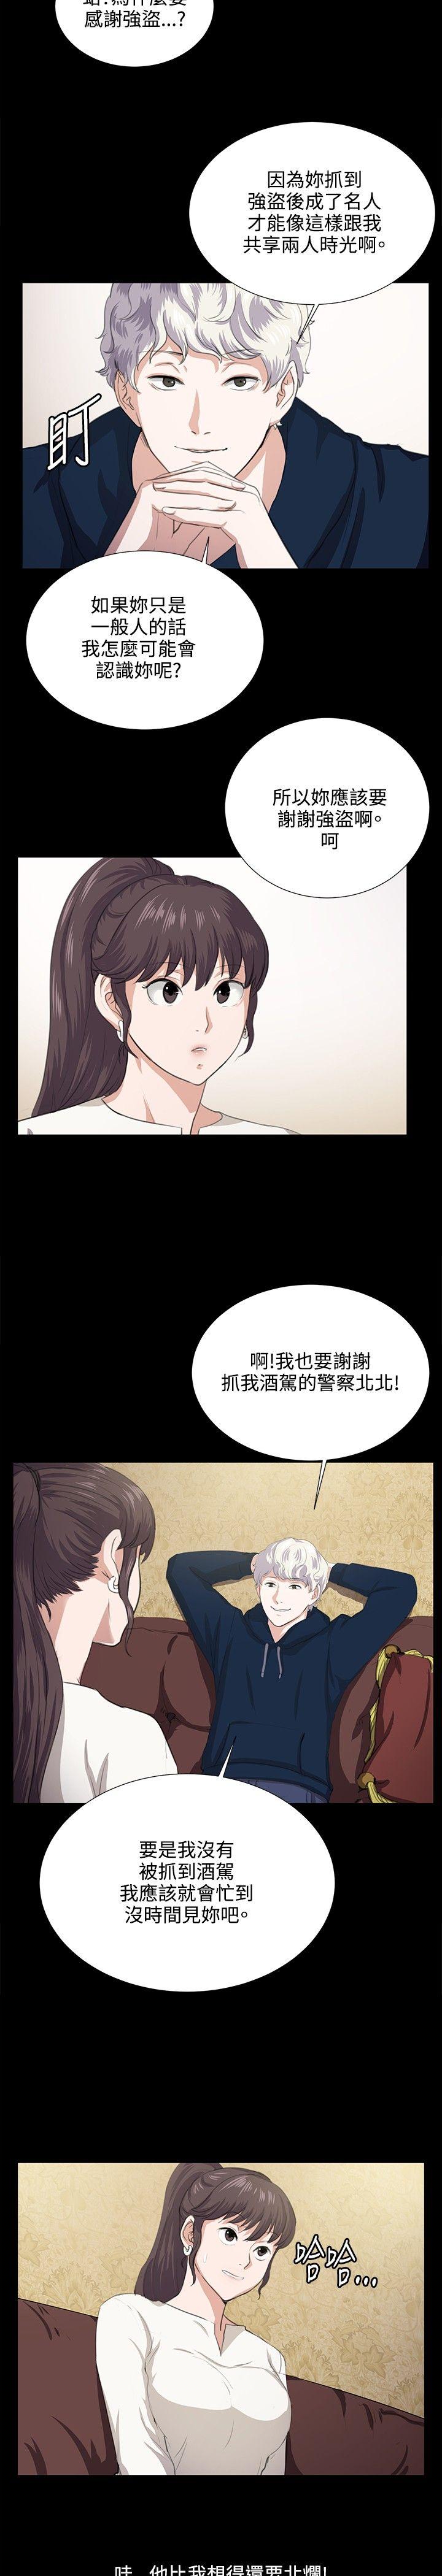 感謝強盜...?
因為妳抓到
強盜後成了名人
才能像這樣跟我
共享兩人時光啊。
盯
如果妳只是
一般人的話
我怎麼可能會
認識妳呢?
所以妳應該要
謝謝強盜啊。
呵
啊!我也要謝謝
抓我酒駕的警察北北!
要是我沒有
被抓到酒駕
我應該就會忙到
沒時間見妳吧。
哈哈...